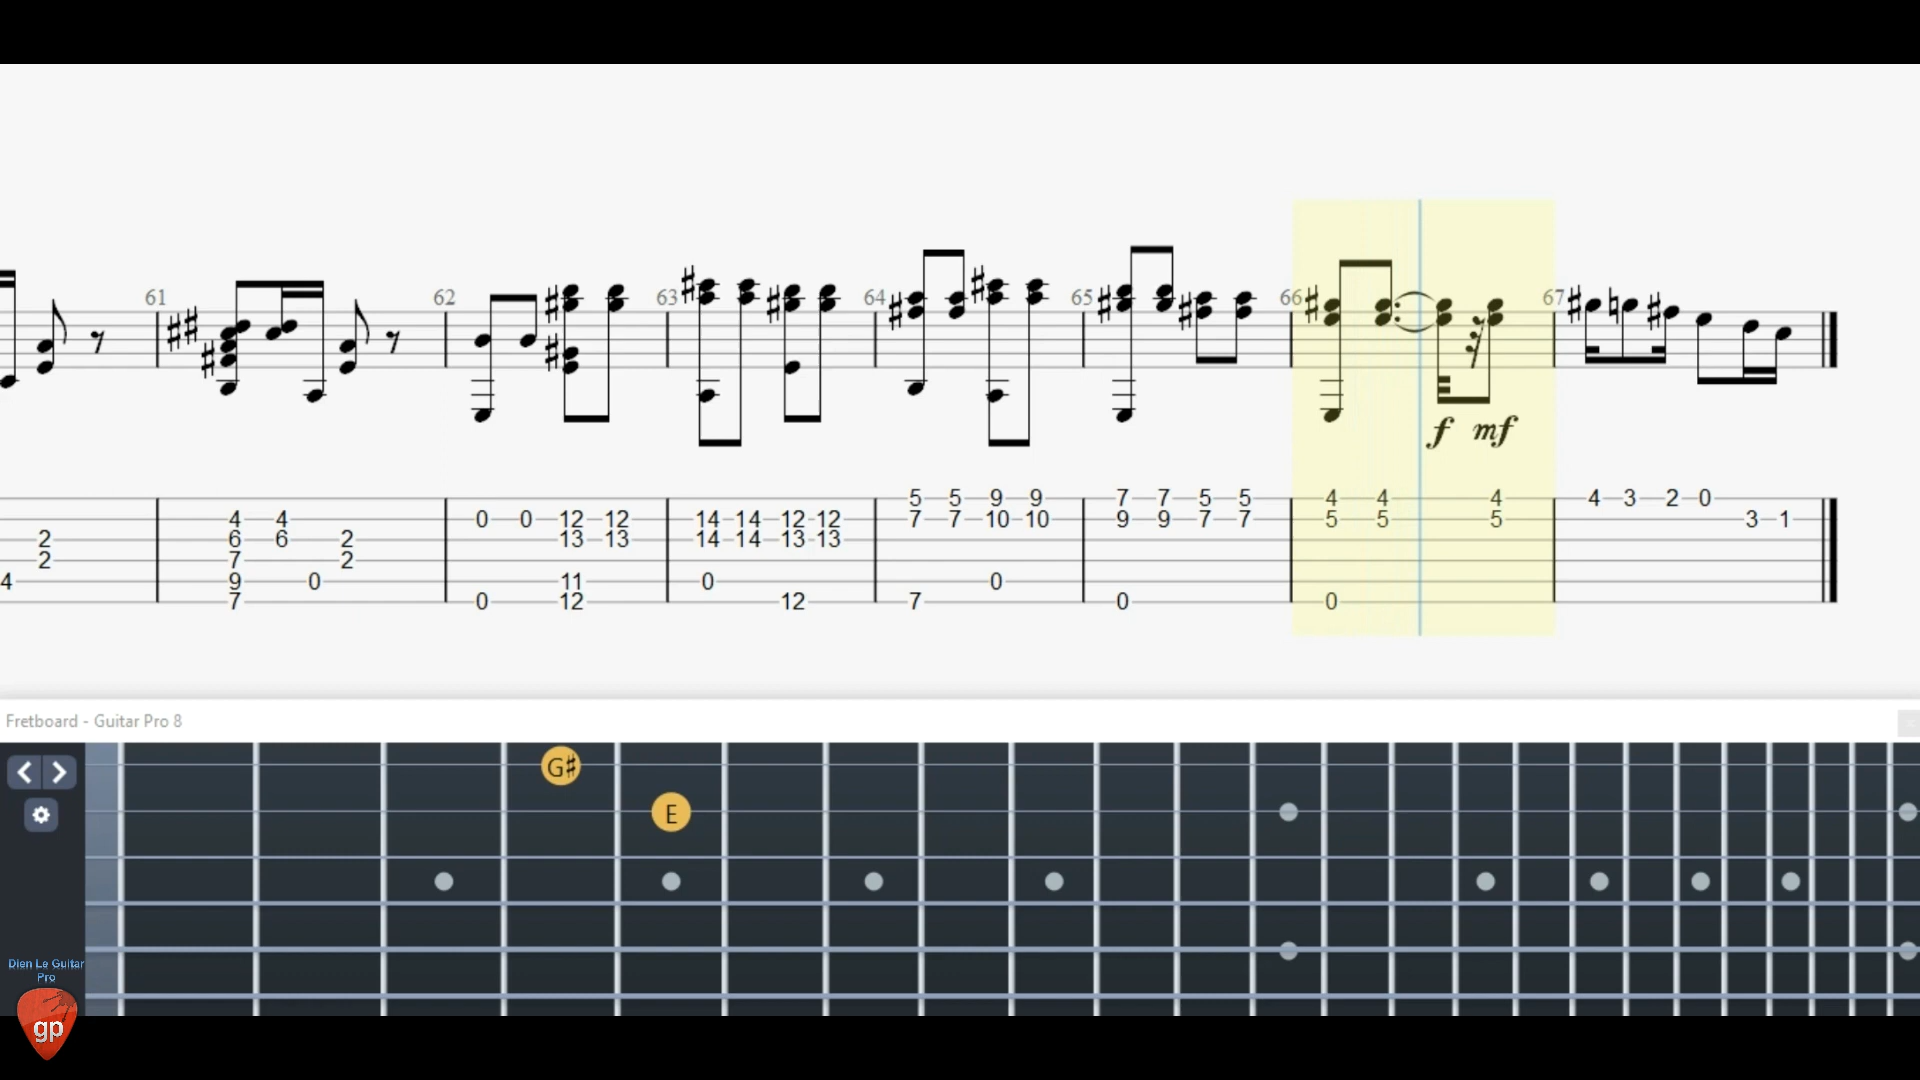 61 62 63 64 65 66 67
f mf
5 5 9 9 7 7 5 5 4 4 4 4 3 2 0
4 4 0 0 12 12 14 14 12 12 7 7 10 10 9 9 7 7 5 5 5 3 1
2 6 6 2 13 13 14 14 13 13
2 7 2
4 9 0 11 0 0
7 0 12 12 7 0 0
Fretboard - Guitar Pro 8
G♯
E
Dien Le Guitar
Pro
gp